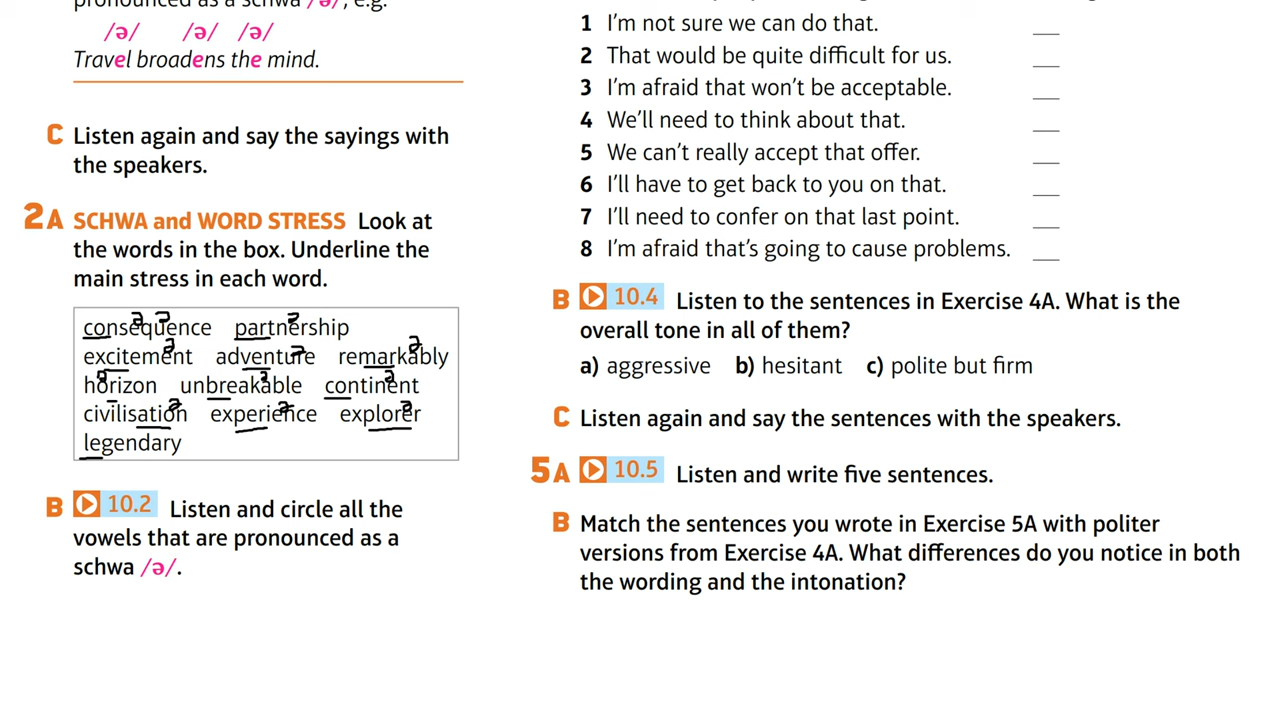 pronounced as a schwa /ə/, e.g.
/ə/ /ə/ /ə/
Travel broadens the mind.
C Listen again and say the sayings with
the speakers.
2A SCHWA and WORD STRESS Look at
the words in the box. Underline the
main stress in each word.
ə ə ə
consequence partnership
ə ə ə
excitement adventure remarkably
ə ə ə
horizon unbreakable continent
ə ə ə
civilisation experience explorer
legendary
B 10.2 Listen and circle all the
vowels that are pronounced as a
schwa /ə/.
1 I'm not sure we can do that. __
2 That would be quite difficult for us. __
3 I'm afraid that won't be acceptable. __
4 We'll need to think about that. __
5 We can't really accept that offer. __
6 I'll have to get back to you on that. __
7 I'll need to confer on that last point. __
8 I'm afraid that's going to cause problems. __
B 10.4 Listen to the sentences in Exercise 4A. What is the
overall tone in all of them?
a) aggressive b) hesitant c) polite but firm
C Listen again and say the sentences with the speakers.
5A 10.5 Listen and write five sentences.
B Match the sentences you wrote in Exercise 5A with politer
versions from Exercise 4A. What differences do you notice in both
the wording and the intonation?